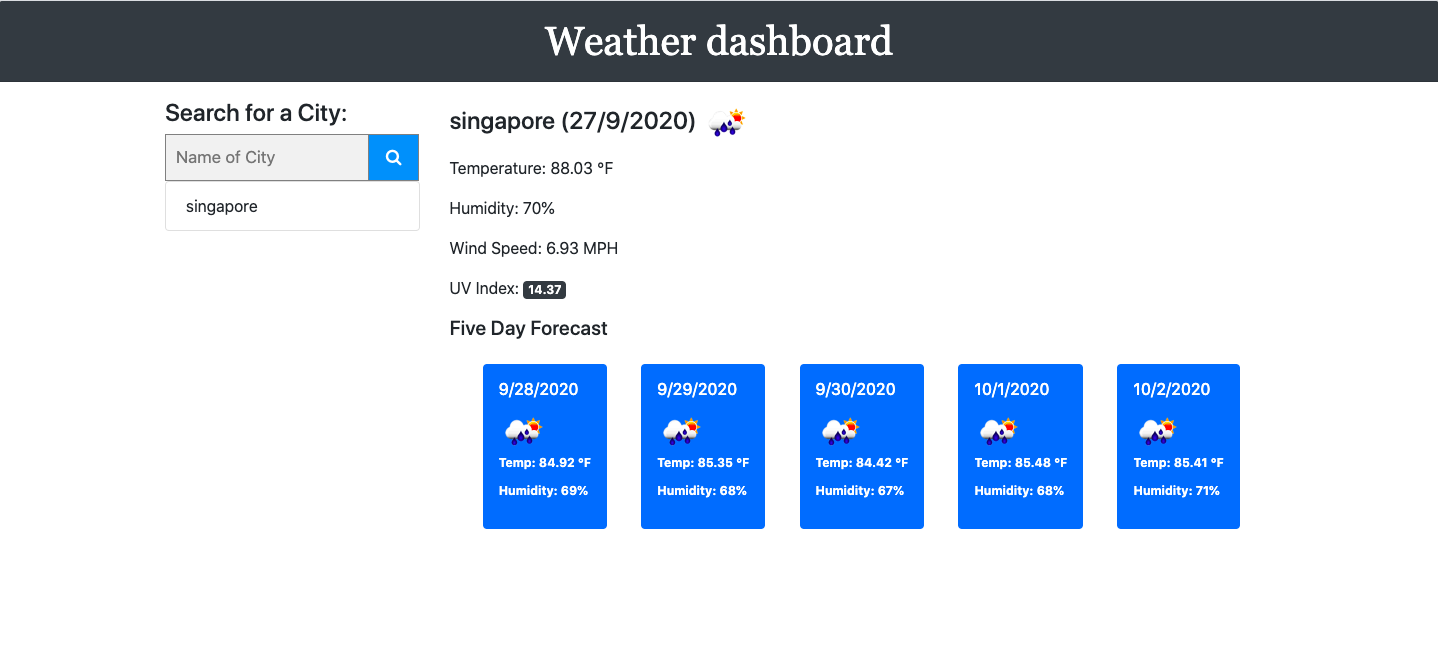 Weather dashboard
Search for a City:
Name of City
singapore
singapore (27/9/2020)
Temperature: 88.03 °F
Humidity: 70%
Wind Speed: 6.93 MPH
UV Index: 14.37
Five Day Forecast
9/28/2020
Temp: 84.92 °F
Humidity: 69%
9/29/2020
Temp: 85.35 °F
Humidity: 68%
9/30/2020
Temp: 84.42 °F
Humidity: 67%
10/1/2020
Temp: 85.48 °F
Humidity: 68%
10/2/2020
Temp: 85.41 °F
Humidity: 71%